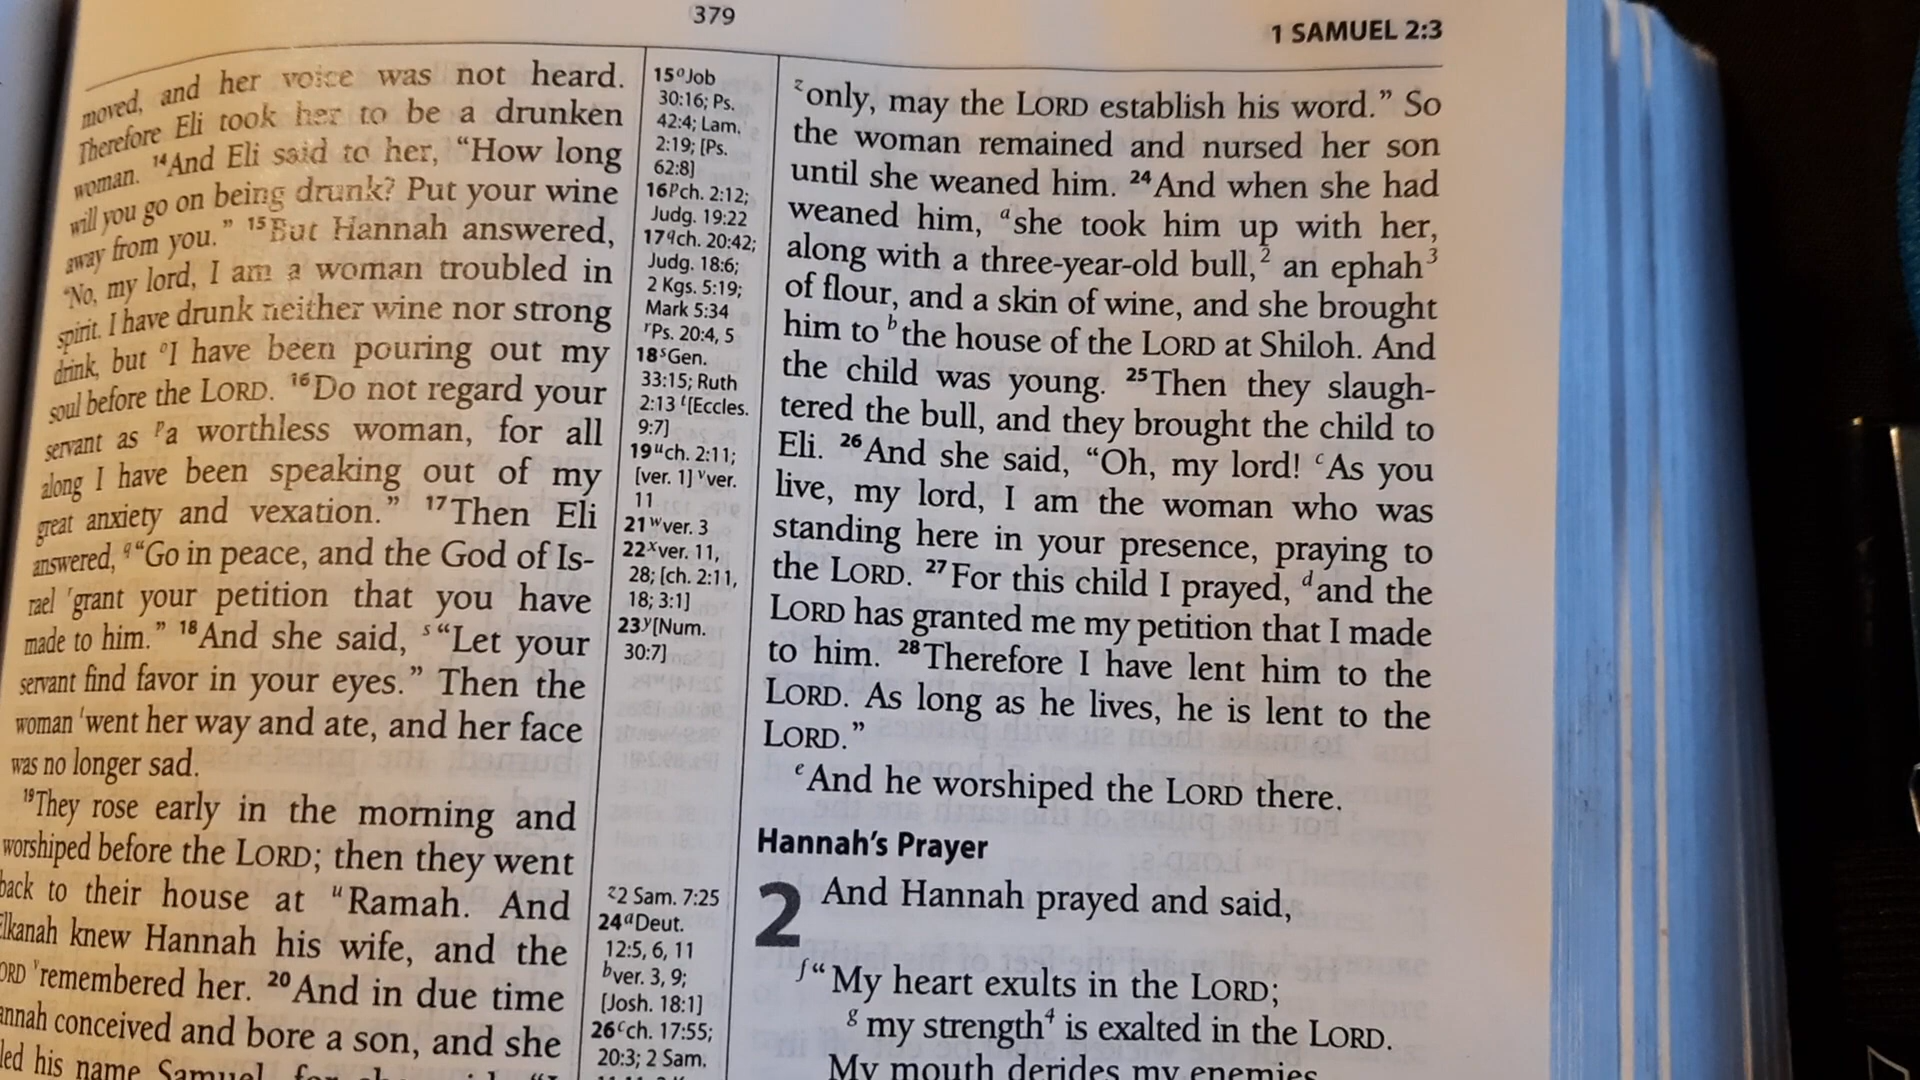 379
1 SAMUEL 2:3
moved, and her voice was not heard.
Therefore Eli took her to be a drunken
woman. 14And Eli said to her, “How long
will you go on being drunk? Put your wine
away from you.” 15But Hannah answered,
“No, my lord, I am a woman troubled in
spirit. I have drunk neither wine nor strong
drink, but oI have been pouring out my
soul before the LORD. 16Do not regard your
servant as pa worthless woman, for all
along I have been speaking out of my
great anxiety and vexation.” 17Then Eli
answered, q“Go in peace, and the God of Is-
rael rgrant your petition that you have
made to him.” 18And she said, s“Let your
servant find favor in your eyes.” Then the
woman twent her way and ate, and her face
was no longer sad.
19They rose early in the morning and
worshiped before the LORD; then they went
back to their house at uRamah. And
Elkanah knew Hannah his wife, and the
ORD vremembered her. 20And in due time
annah conceived and bore a son, and she
led his name Samuel, for
15oJob
30:16; Ps.
42:4; Lam.
2:19; [Ps.
62:8]
16pch. 2:12;
Judg. 19:22
17qch. 20:42;
Judg. 18:6;
2 Kgs. 5:19;
Mark 5:34
rPs. 20:4, 5
18sGen.
33:15; Ruth
2:13 t[Eccles.
9:7]
19uch. 2:11;
[ver. 1] vver.
11
21wver. 3
22xver. 11,
28; [ch. 2:11,
18; 3:1]
23y[Num.
30:7]
z2 Sam. 7:25
24aDeut.
12:5, 6, 11
bver. 3, 9;
[Josh. 18:1]
26cch. 17:55;
20:3; 2 Sam.
zonly, may the LORD establish his word.” So
the woman remained and nursed her son
until she weaned him. 24And when she had
weaned him, ashe took him up with her,
along with a three-year-old bull,2 an ephah3
of flour, and a skin of wine, and she brought
him to bthe house of the LORD at Shiloh. And
the child was young. 25Then they slaugh-
tered the bull, and they brought the child to
Eli. 26And she said, “Oh, my lord! cAs you
live, my lord, I am the woman who was
standing here in your presence, praying to
the LORD. 27For this child I prayed, dand the
LORD has granted me my petition that I made
to him. 28Therefore I have lent him to the
LORD. As long as he lives, he is lent to the
LORD.”
eAnd he worshiped the LORD there.
Hannah’s Prayer
2 And Hannah prayed and said,
f“My heart exults in the LORD;
gmy strength4 is exalted in the LORD.
My mouth derides my enemies